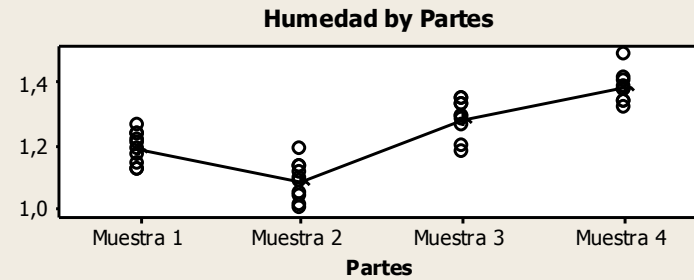 Humedad by Partes
1,4
1,2
1,0
Muestra 1 Muestra 2 Muestra 3 Muestra 4
Partes